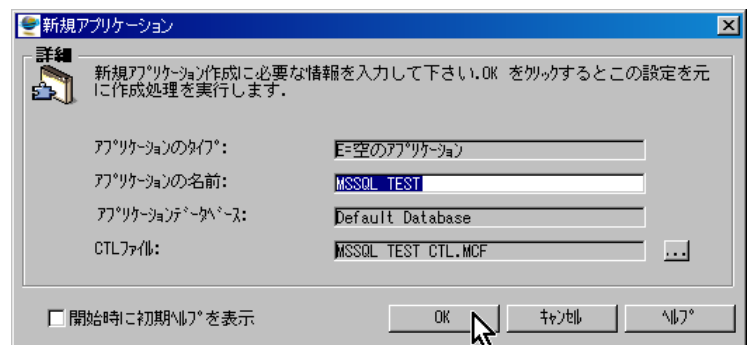 新規アプリケーション
詳細
新規ｱﾌﾟﾘｹｰｼｮﾝ作成に必要な情報を入力して下さい.OK をｸﾘｯｸするとこの設定を元
に作成処理を実行します.
ｱﾌﾟﾘｹｰｼｮﾝのﾀｲﾌﾟ: E=空のｱﾌﾟﾘｹｰｼｮﾝ
ｱﾌﾟﾘｹｰｼｮﾝの名前: MSSQL TEST
ｱﾌﾟﾘｹｰｼｮﾝﾃﾞｰﾀﾍﾞｰｽ: Default Database
CTLﾌｧｲﾙ: MSSQL TEST CTL.MCF ...
開始時に初期ﾍﾙﾌﾟを表示 OK ｷｬﾝｾﾙ ﾍﾙﾌﾟ